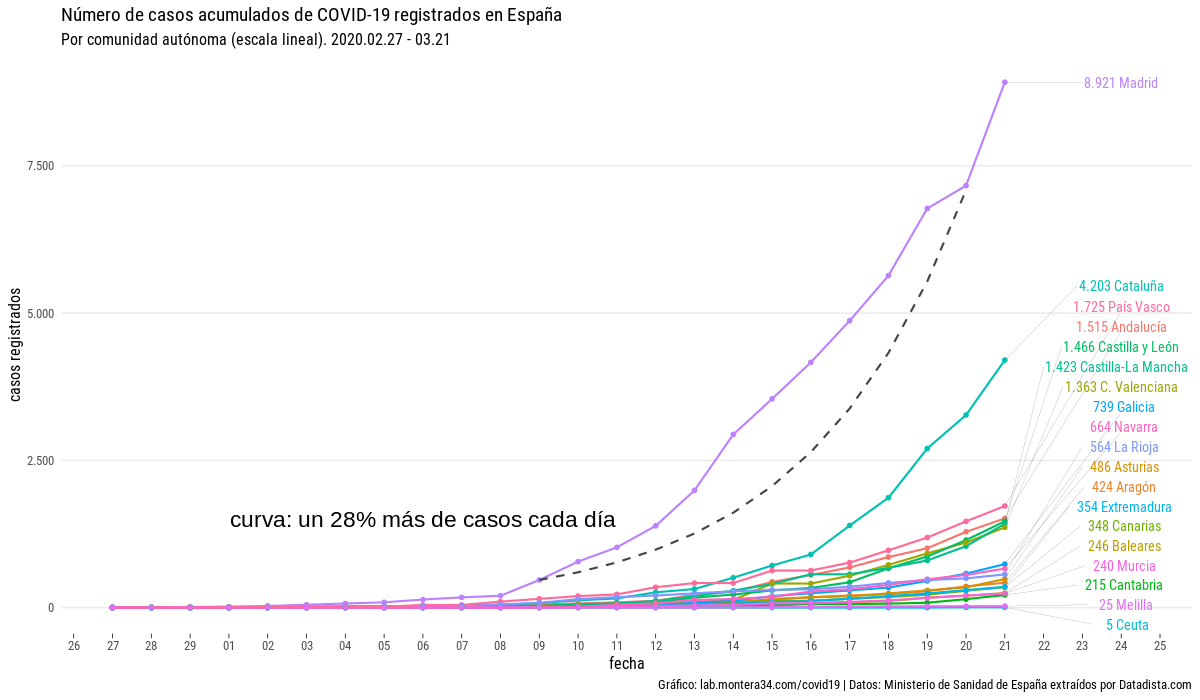 Número de casos acumulados de COVID-19 registrados en España
Por comunidad autónoma (escala lineal). 2020.02.27 - 03.21
8.921 Madrid
7.500
4.203 Cataluña
1.725 País Vasco
5.000
1.515 Andalucía
1.466 Castilla y León
1.423 Castilla-La Mancha
1.363 C. Valenciana
739 Galicia
664 Navarra
564 La Rioja
2.500
486 Asturias
424 Aragón
354 Extremadura
curva: un 28% más de casos cada día
348 Canarias
246 Baleares
240 Murcia
215 Cantabria
25 Melilla
0
5 Ceuta
casos registrados
26 27 28 29 01 02 03 04 05 06 07 08 09 10 11 12 13 14 15 16 17 18 19 20 21 22 23 24 25
fecha
Gráfico: lab.montera34.com/covid19 | Datos: Ministerio de Sanidad de España extraídos por Datadista.com